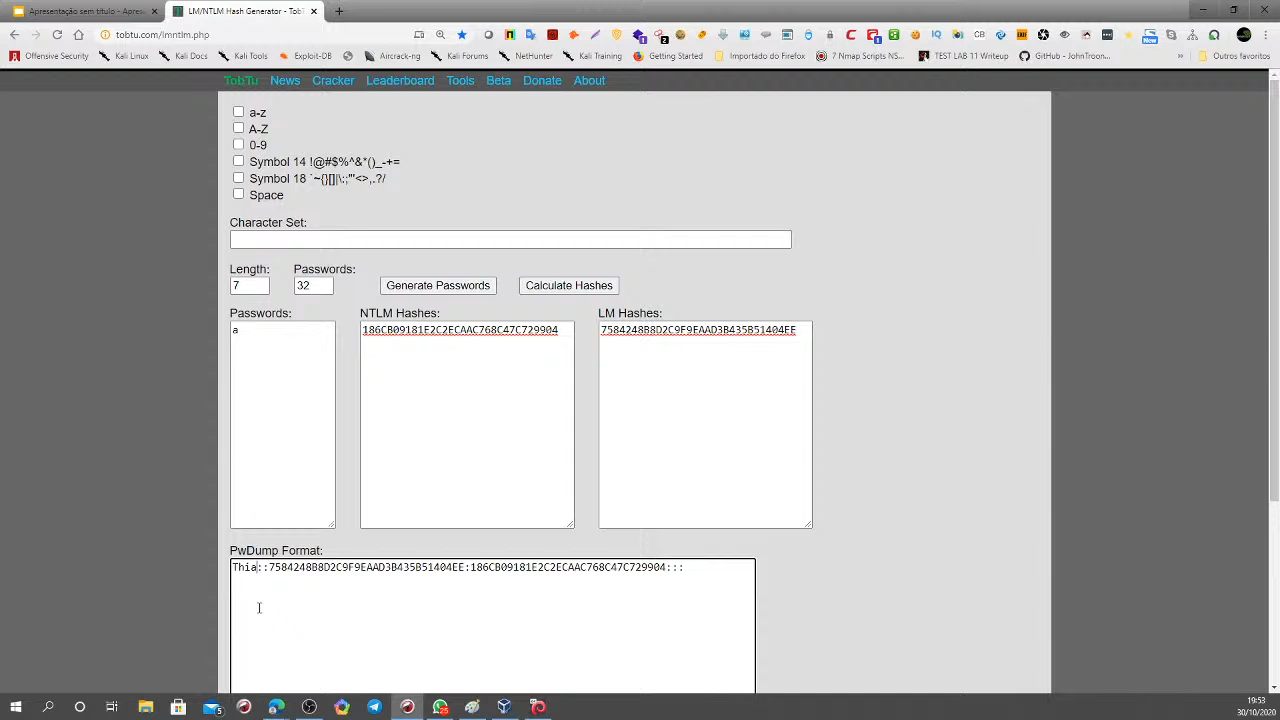 Apresentação sem título - Apres
LM/NTLM Hash Generator - TobT
tobtu.com/lmntlm.php
Offensive Security
Kali Linux
Kali Docs
Kali Tools
Exploit-DB
Aircrack-ng
Kali Forums
NetHunter
Kali Training
Getting Started
Importado do Firefox
7 Nmap Scripts NS...
TEST LAB 11 Writeup
GitHub - JohnTroon...
Outros favoritos
TobTu News Cracker Leaderboard Tools Beta Donate About
a-z
A-Z
0-9
Symbol 14 !@#$%^&*()_-+=
Symbol 18 `~{}[]|\:;"'<>,.?/
Space
Character Set:
Length: Passwords:
7 32 Generate Passwords Calculate Hashes
Passwords: NTLM Hashes: LM Hashes:
a 186CB09181E2C2ECAAC768C47C729904 7584248B8D2C9F9EAAD3B435B51404EE
PwDump Format:
Thia::7584248B8D2C9F9EAAD3B435B51404EE:186CB09181E2C2ECAAC768C47C729904:::
19:53
30/10/2020